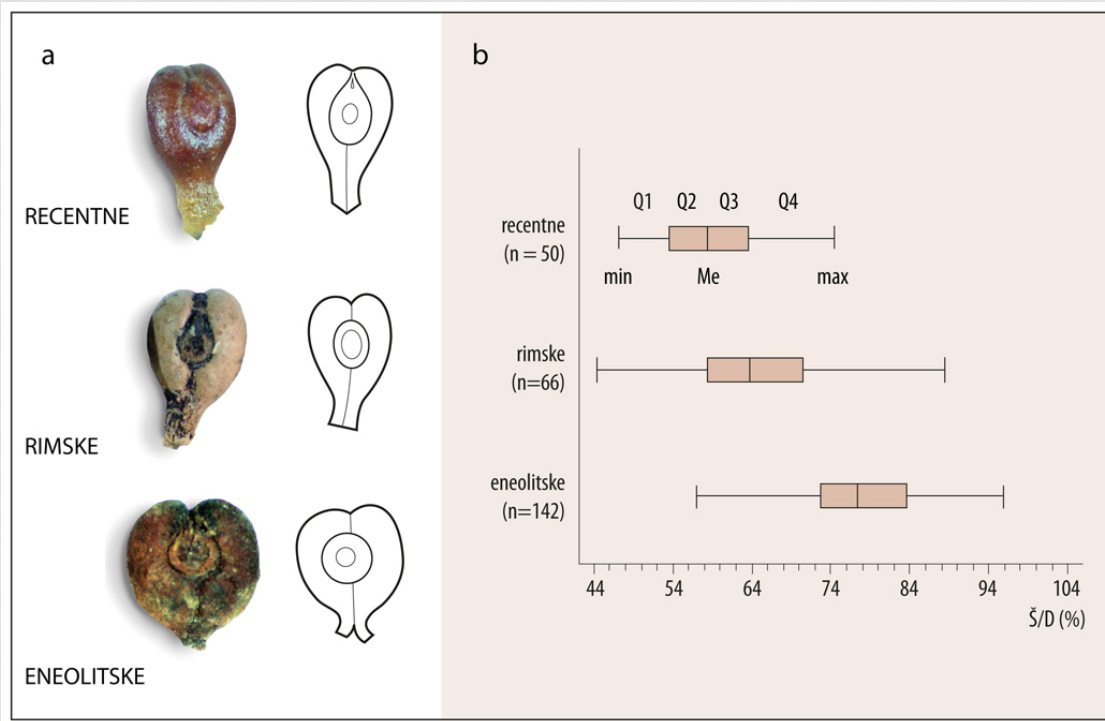 a
RECENTNE
RIMSKE
ENEOLITSKE
b
Q1 Q2 Q3 Q4
recentne
(n = 50)
min Me max
rimske
(n=66)
eneolitske
(n=142)
44 54 64 74 84 94 104
Š/D (%)